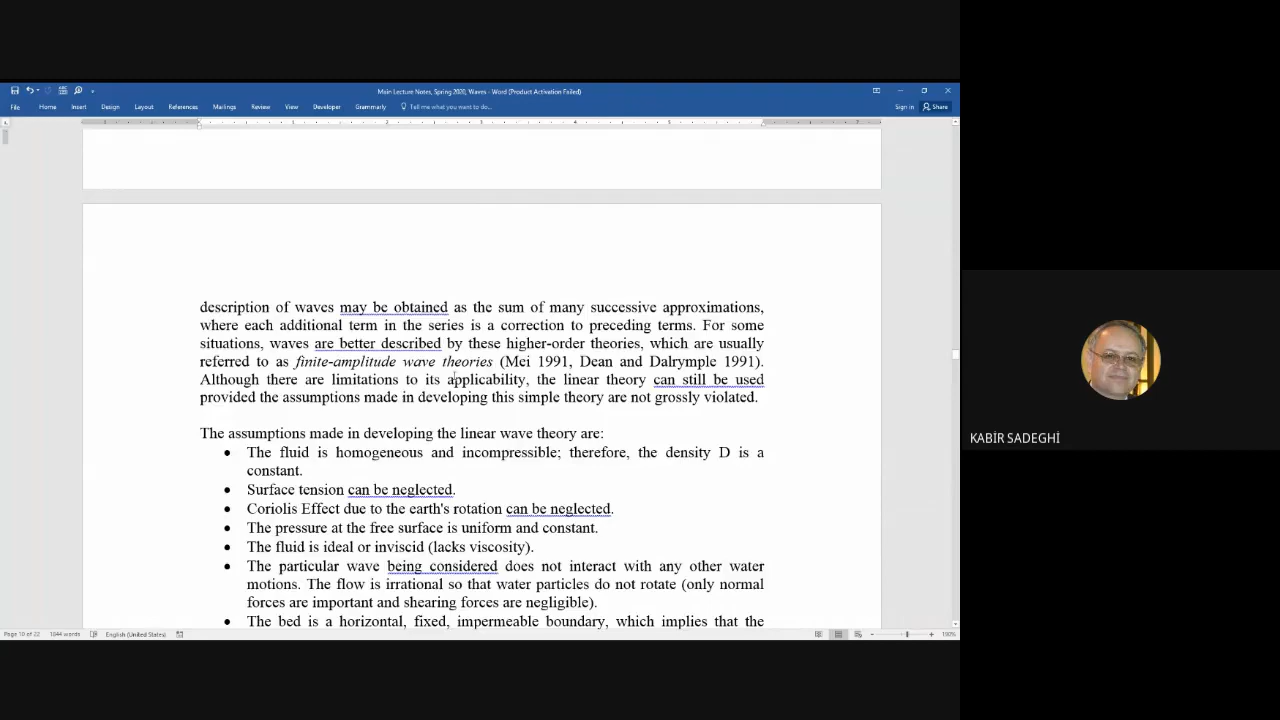 Main Lecture Notes, Spring 2020, Waves - Word (Product Activation Failed)
File Home Insert Design Layout References Mailings Review View Developer Grammarly Tell me what you want to do... Sign in Share
description of waves may be obtained as the sum of many successive approximations,
where each additional term in the series is a correction to preceding terms. For some
situations, waves are better described by these higher-order theories, which are usually
referred to as finite-amplitude wave theories (Mei 1991, Dean and Dalrymple 1991).
Although there are limitations to its applicability, the linear theory can still be used
provided the assumptions made in developing this simple theory are not grossly violated.
The assumptions made in developing the linear wave theory are:
• The fluid is homogeneous and incompressible; therefore, the density D is a
constant.
• Surface tension can be neglected.
• Coriolis Effect due to the earth's rotation can be neglected.
• The pressure at the free surface is uniform and constant.
• The fluid is ideal or inviscid (lacks viscosity).
• The particular wave being considered does not interact with any other water
motions. The flow is irrational so that water particles do not rotate (only normal
forces are important and shearing forces are negligible).
• The bed is a horizontal, fixed, impermeable boundary, which implies that the
Page 10 of 22 1844 words English (United States) 190%
KABİR SADEGHİ